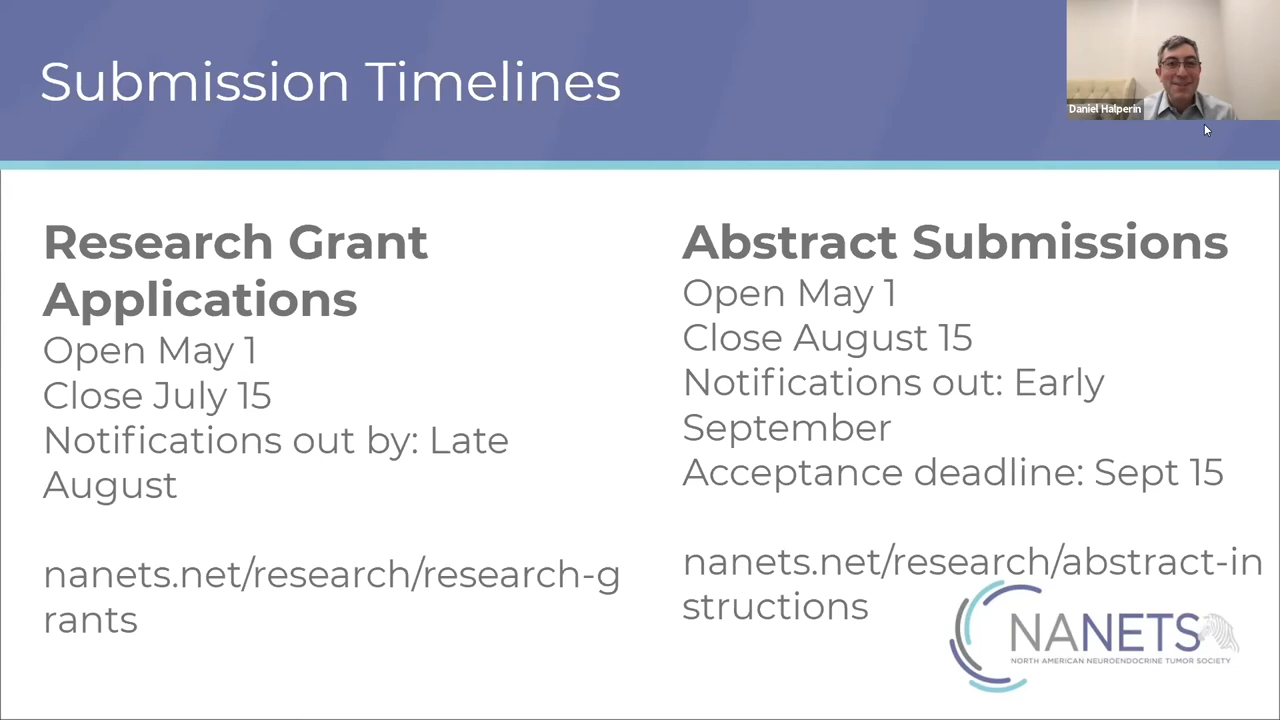 Submission Timelines
Daniel Halperin
Research Grant
Applications
Open May 1
Close July 15
Notifications out by: Late
August
nanets.net/research/research-g
rants
Abstract Submissions
Open May 1
Close August 15
Notifications out: Early
September
Acceptance deadline: Sept 15
nanets.net/research/abstract-in
structions
NANETS
NORTH AMERICAN NEUROENDOCRINE TUMOR SOCIETY